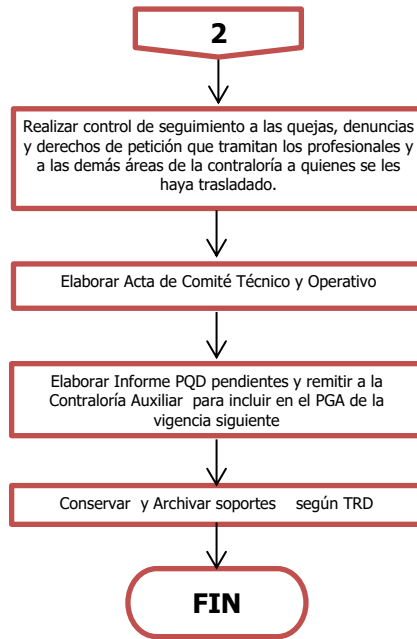 2
Realizar control de seguimiento a las quejas, denuncias
y derechos de petición que tramitan los profesionales y
a las demás áreas de la contraloría a quienes se les
haya trasladado.
Elaborar Acta de Comité Técnico y Operativo
Elaborar Informe PQD pendientes y remitir a la
Contraloría Auxiliar para incluir en el PGA de la
vigencia siguiente
Conservar y Archivar soportes según TRD
FIN